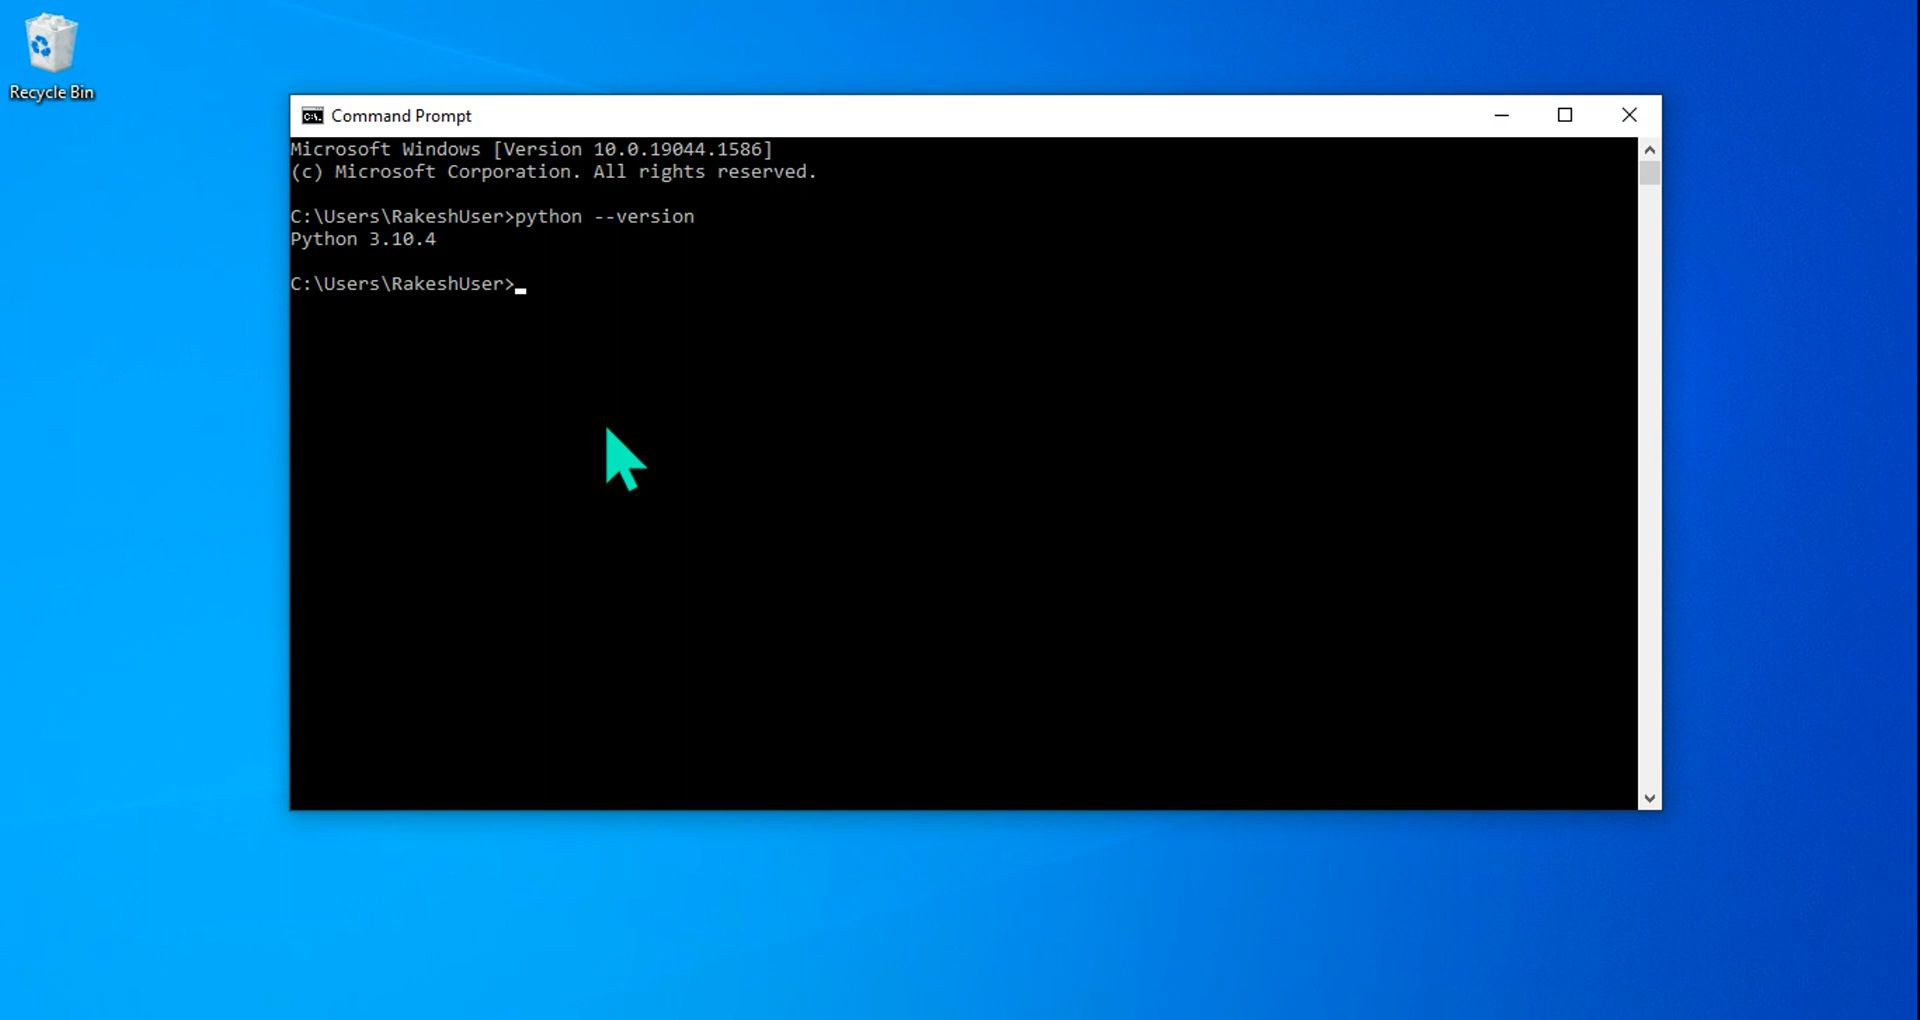 Recycle Bin
Command Prompt
Microsoft Windows [Version 10.0.19044.1586]
(c) Microsoft Corporation. All rights reserved.
C:\Users\RakeshUser>python --version
Python 3.10.4
C:\Users\RakeshUser>